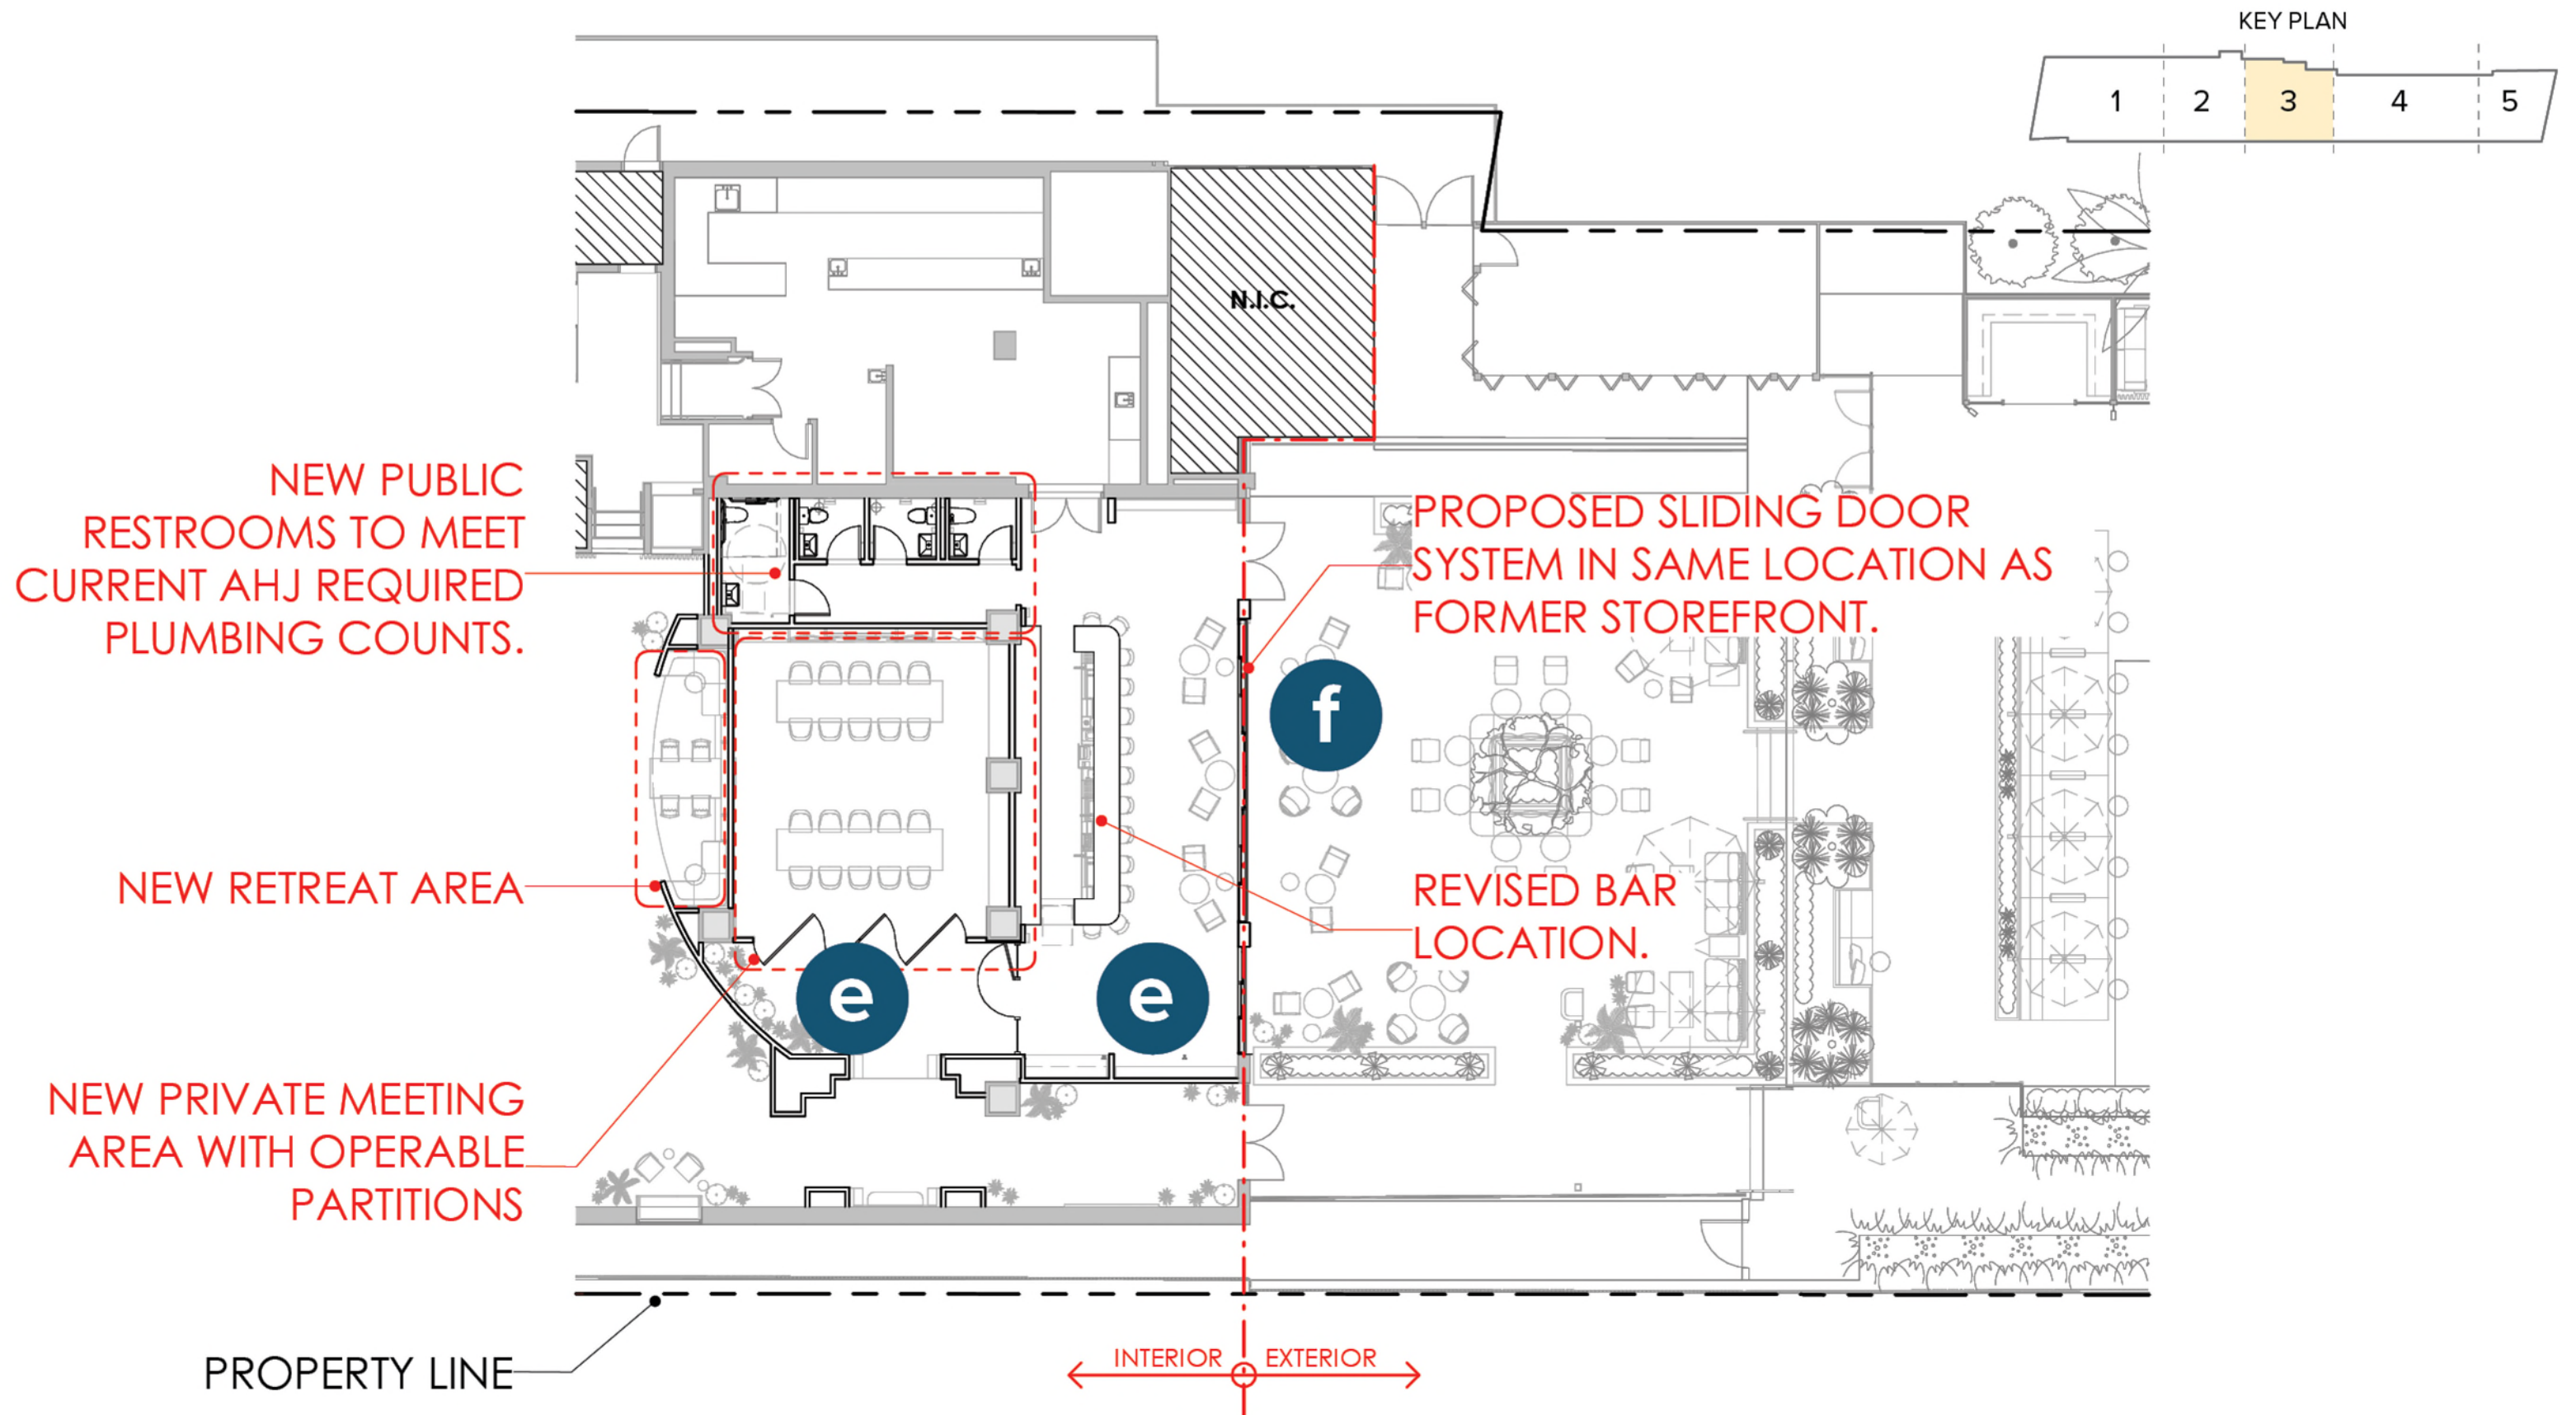 KEY PLAN
1 2 3 4 5
N.I.C.
NEW PUBLIC
RESTROOMS TO MEET
CURRENT AHJ REQUIRED
PLUMBING COUNTS.
PROPOSED SLIDING DOOR
SYSTEM IN SAME LOCATION AS
FORMER STOREFRONT.
f
NEW RETREAT AREA
REVISED BAR
LOCATION.
e
e
NEW PRIVATE MEETING
AREA WITH OPERABLE
PARTITIONS
PROPERTY LINE
INTERIOR EXTERIOR